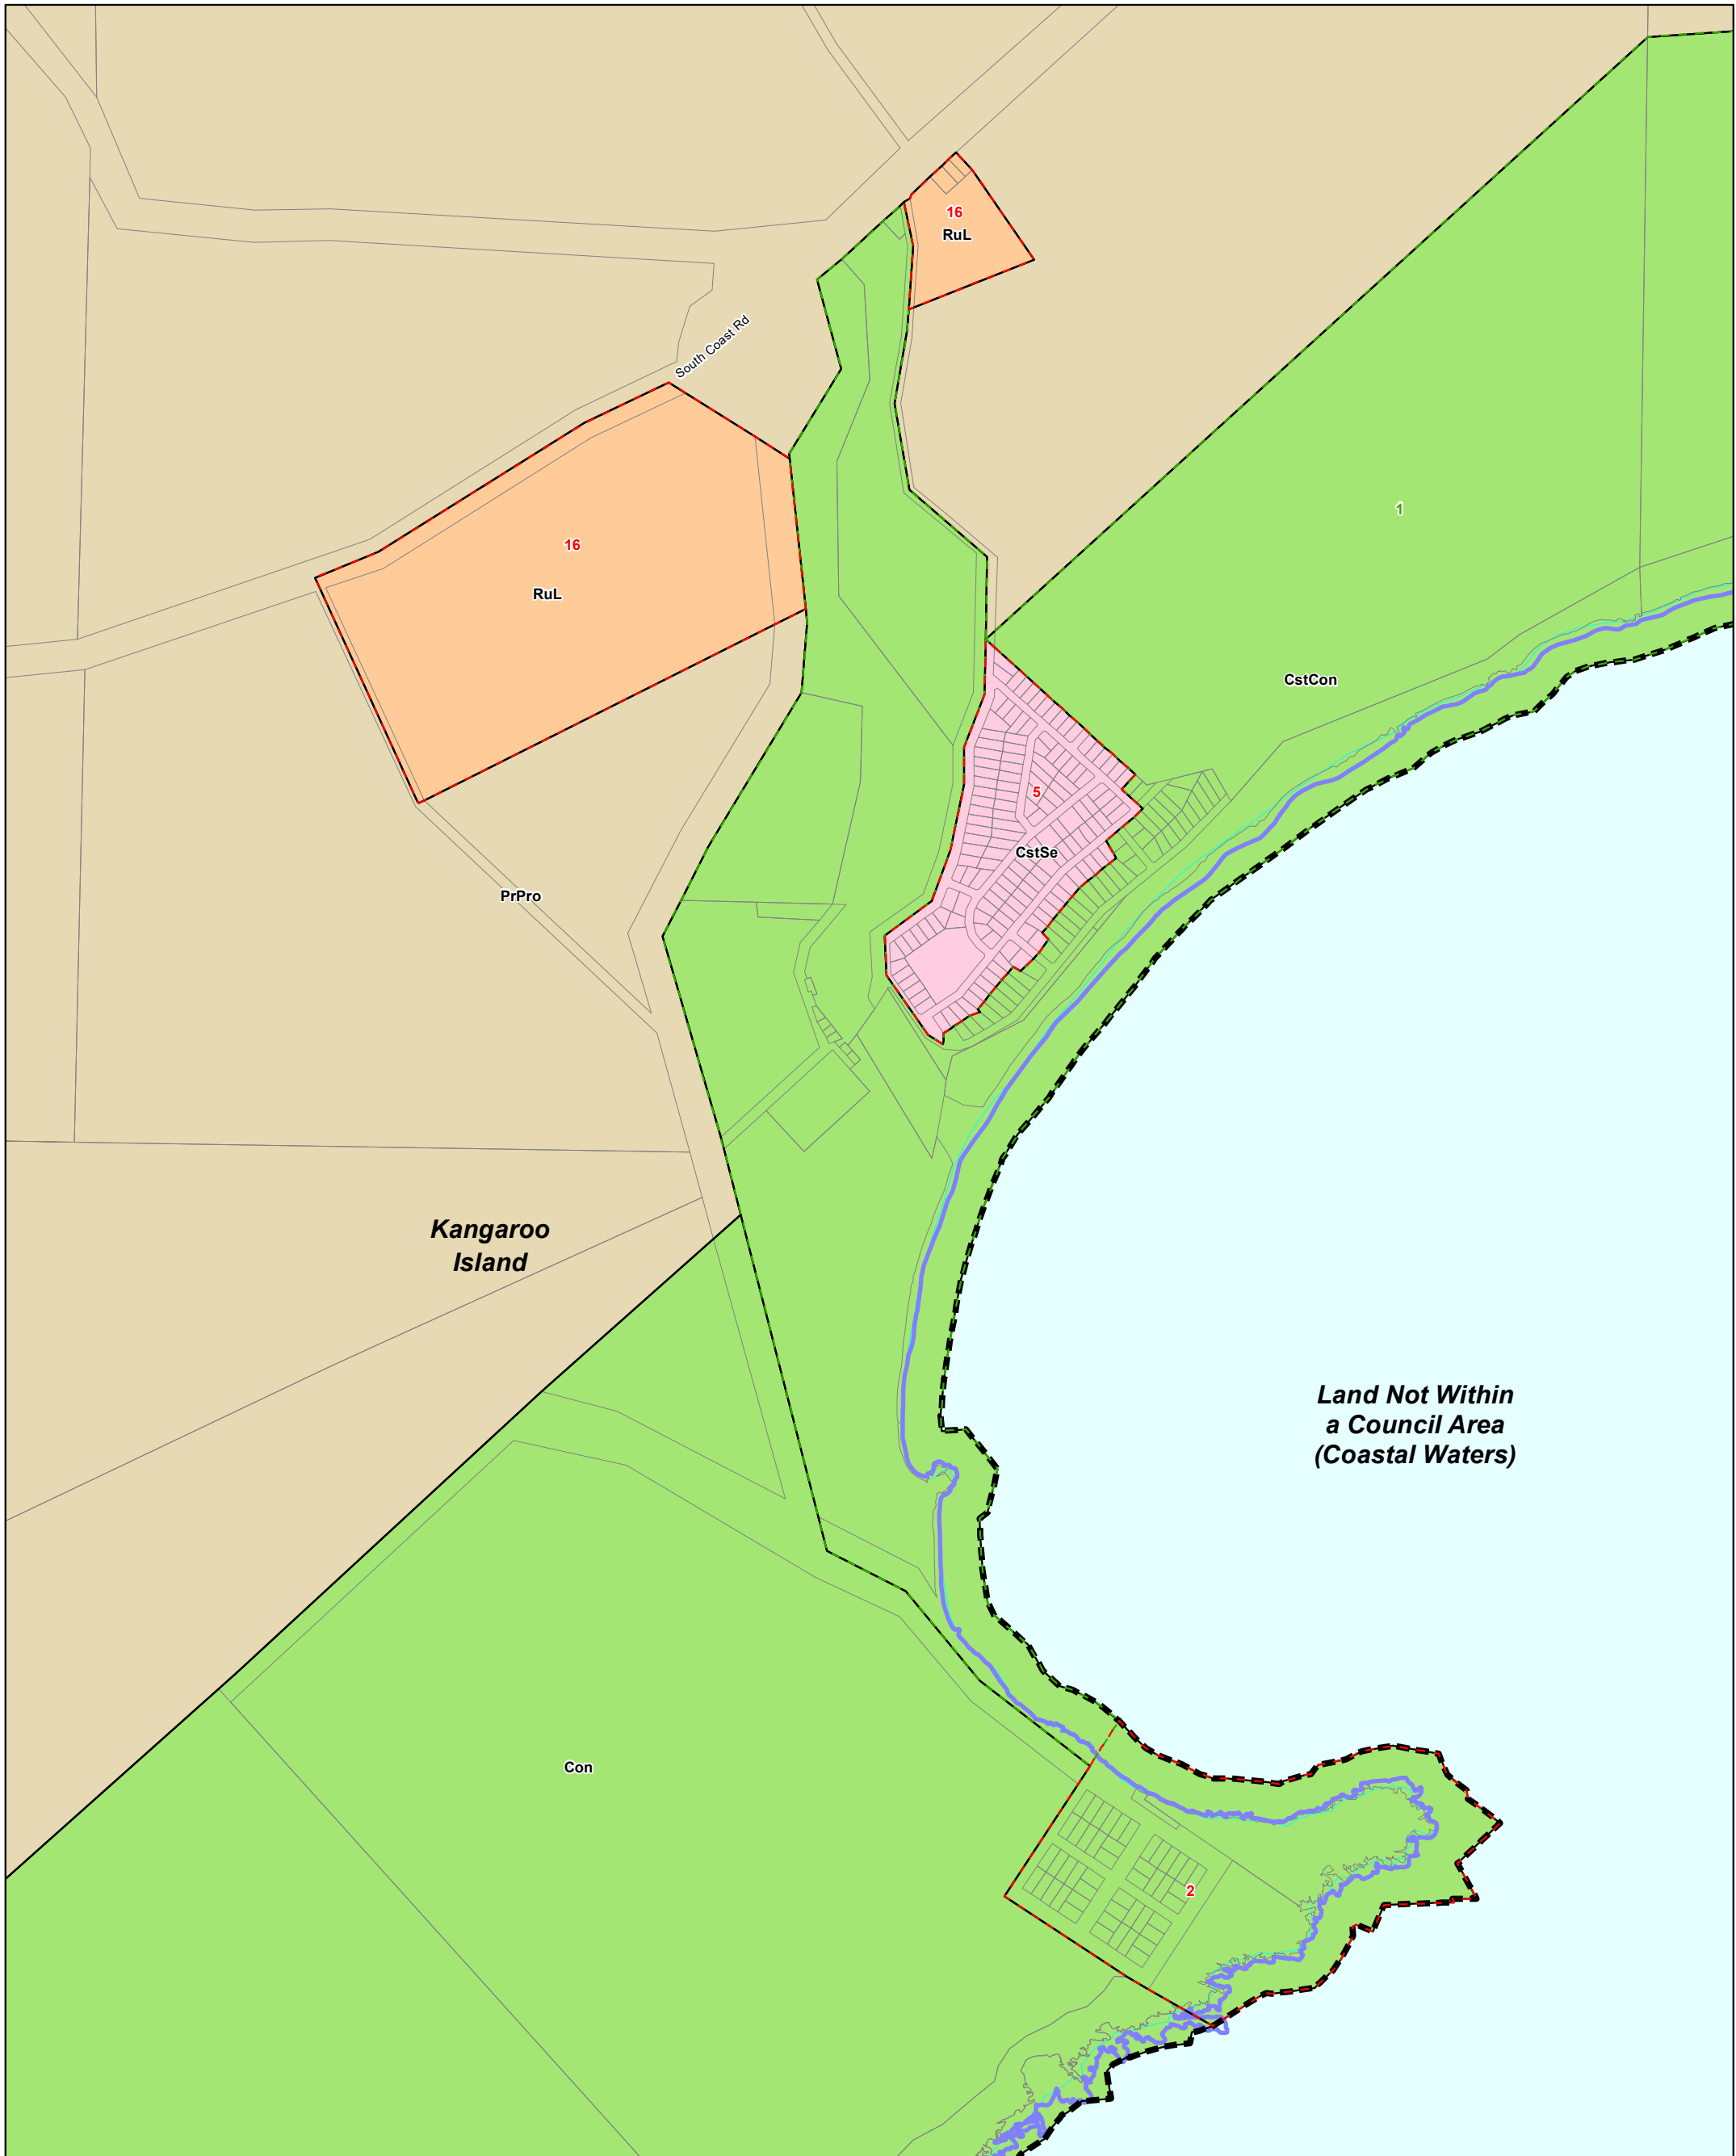 16
RuL
South Coast Rd
1
16
RuL
CstCon
5
CstSe
PrPro
Kangaroo
Island
Land Not Within
a Council Area
(Coastal Waters)
Con
2